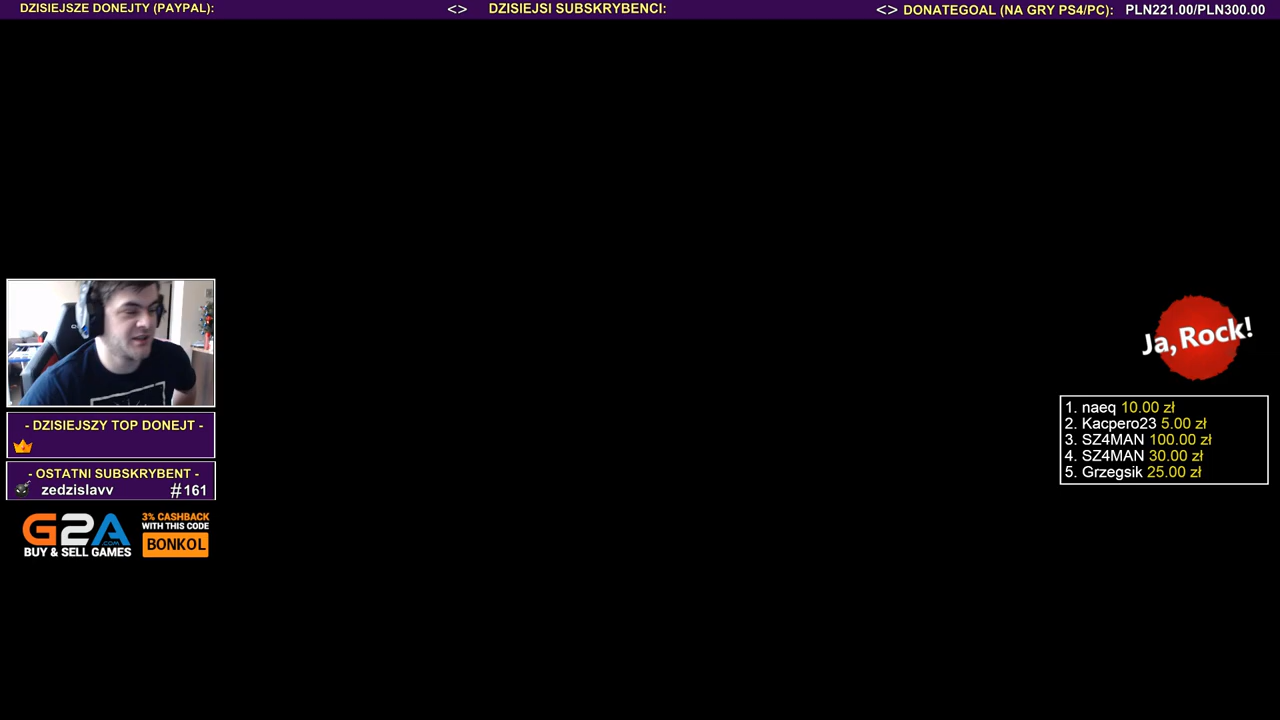 DZISIEJSZE DONEJTY (PAYPAL):
<> DZISIEJSI SUBSKRYBENCI:
<> DONATEGOAL (NA GRY PS4/PC): PLN221.00/PLN300.00
Ja, Rock!
1. naeq 10.00 zł
2. Kacpero23 5.00 zł
3. SZ4MAN 100.00 zł
4. SZ4MAN 30.00 zł
5. Grzegsik 25.00 zł
- DZISIEJSZY TOP DONEJT -
- OSTATNI SUBSKRYBENT -
zedzislavv #161
G2A.COM
BUY & SELL GAMES
3% CASHBACK
WITH THIS CODE
BONKOL